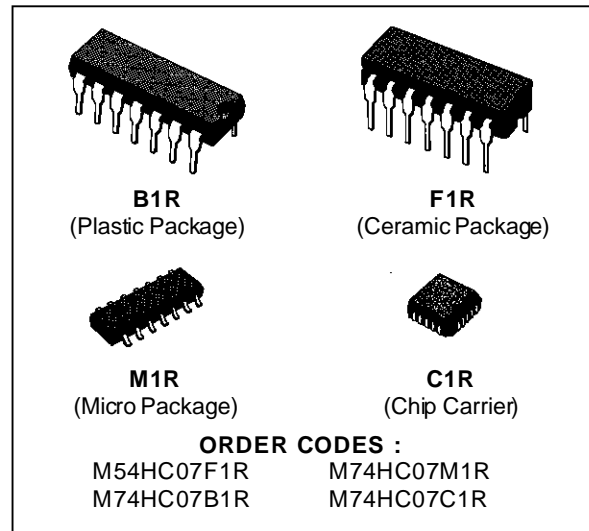 B1R
(Plastic Package)
F1R
(Ceramic Package)
M1R
(Micro Package)
C1R
(Chip Carrier)
ORDER CODES :
M54HC07F1R M74HC07M1R
M74HC07B1R M74HC07C1R